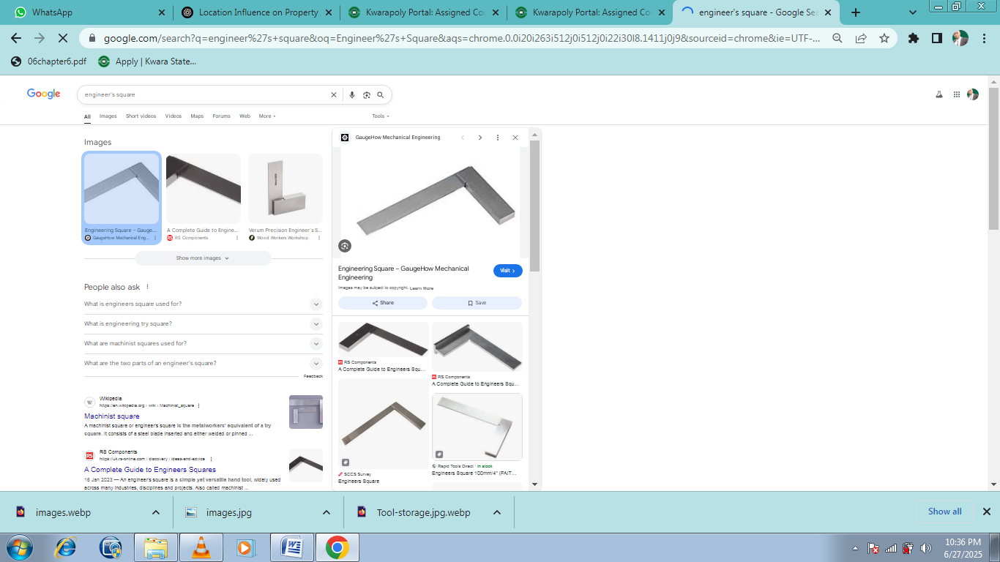 WhatsApp
Location Influence on Property
Kwarapoly Portal: Assigned Co
Kwarapoly Portal: Assigned Co
engineer's square - Google Sea
google.com/search?q=engineer%27s+square&oq=Engineer%27s+Square&aqs=chrome.0.0i20i263i512j0i512j0i22i30l8.1411j0j9&sourceid=chrome&ie=UTF-...
06chapter6.pdf
Apply | Kwara State...
Google
engineer's square
All Images Short videos Videos Maps Forums Web More Tools
Images
Engineering Square – Gauge...
GaugeHow Mechanical Eng...
A Complete Guide to Engine...
RS Components
Verum Precision Engineer's S...
Wood Workers Workshop
Show more images
People also ask
What is engineers square used for?
What is engineering try square?
What are machinist squares used for?
What are the two parts of an engineer's square?
Feedback
Wikipedia
https://en.wikipedia.org › wiki › Machinist_square
Machinist square
A machinist square or engineer's square is the metalworkers' equivalent of a try
square. It consists of a steel blade inserted and either welded or pinned ...
RS Components
https://uk.rs-online.com › discovery › ideas-and-advice
A Complete Guide to Engineers Squares
16 Jan 2023 — An engineer's square is a simple yet versatile hand tool, widely used
across many industries, disciplines and projects. Also called machinist ...
GaugeHow Mechanical Engineering
Engineering Square – GaugeHow Mechanical
Engineering
Visit
Images may be subject to copyright. Learn More
Share
Save
RS Components
A Complete Guide to Engineers Squ...
RS Components
A Complete Guide to Engineers Squ...
SCCS Survey
Engineers Square
Rapid Tools Direct · In stock
Engineers Square 100mm/4" (FAIT...
images.webp
images.jpg
Tool-storage.jpg.webp
Show all
10:36 PM
6/27/2025